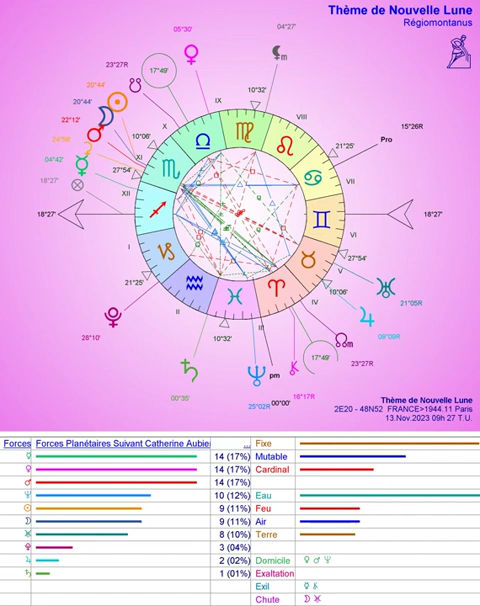 Thème de Nouvelle Lune
Régiomontanus
05°30'
04°27'
23°27R
17°49'
20°44'
10°32'
IX
VIII
20°44'
22°12'
10°06'
X
21°25'
15°26R
Pro
24°59'
04°42'
XI
27°54'
VII
18°27'
XII
18°27'
18°27'
I
VI
27°54'
V
21°25'
10°06'
21°05R
II
IV
28°10'
10°32'
III
09°09R
17°49'
23°27R
00°35'
pm
25°02R
00°00'
16°17R
Thème de Nouvelle Lune
2E20 - 48N52 FRANCE>1944.11 Paris
13.Nov.2023 09h 27 T.U.
Forces Forces Planétaires Suivant Catherine Aubier
Fixe
14 (17%) Mutable
14 (17%) Cardinal
14 (17%)
10 (12%) Eau
9 (11%) Feu
9 (11%) Air
8 (10%) Terre
3 (04%)
2 (02%) Domicile
1 (01%) Exaltation
Exil
Chute